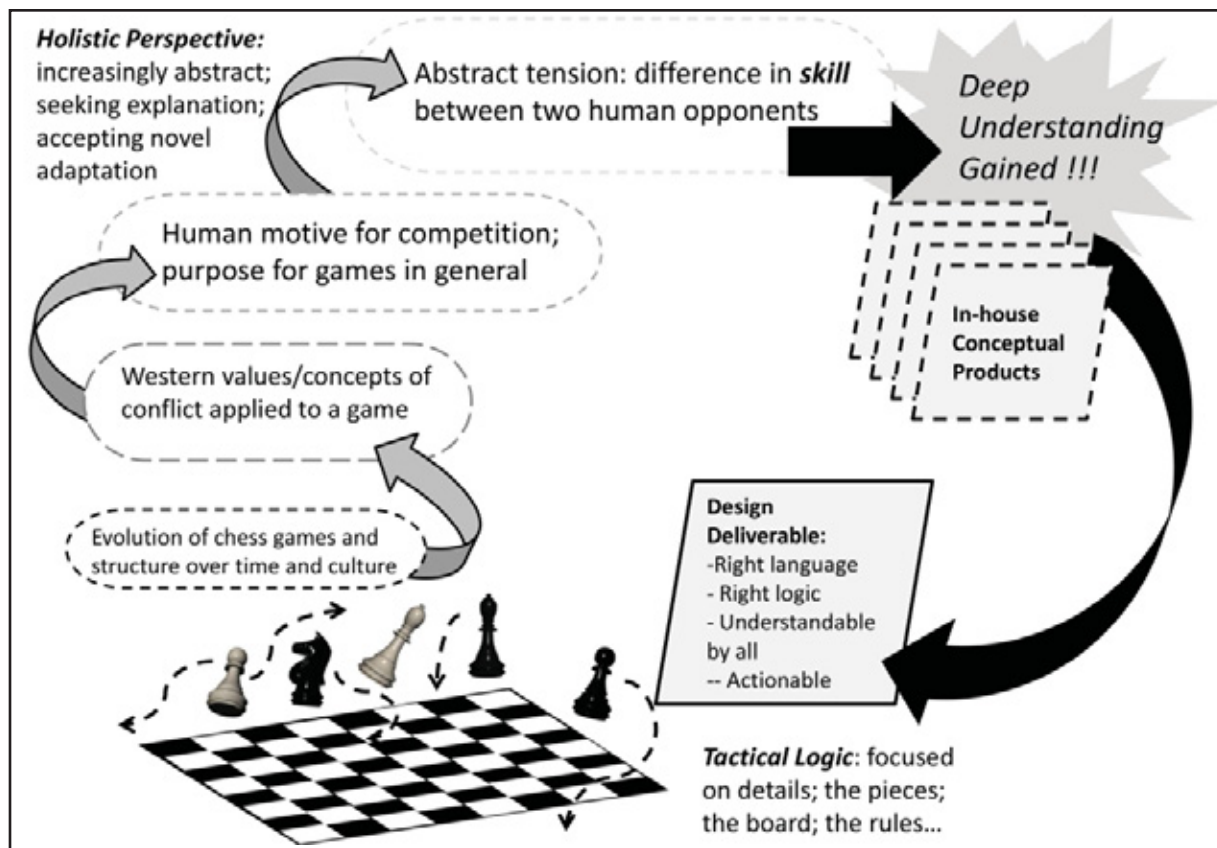 Holistic Perspective:
increasingly abstract;
seeking explanation;
accepting novel
adaptation
Abstract tension: difference in skill
between two human opponents
Deep
Understanding
Gained !!!
Human motive for competition;
purpose for games in general
In-house
Conceptual
Products
Western values/concepts of
conflict applied to a game
Evolution of chess games and
structure over time and culture
Design
Deliverable:
-Right language
- Right logic
- Understandable
by all
-- Actionable
Tactical Logic: focused
on details; the pieces;
the board; the rules...